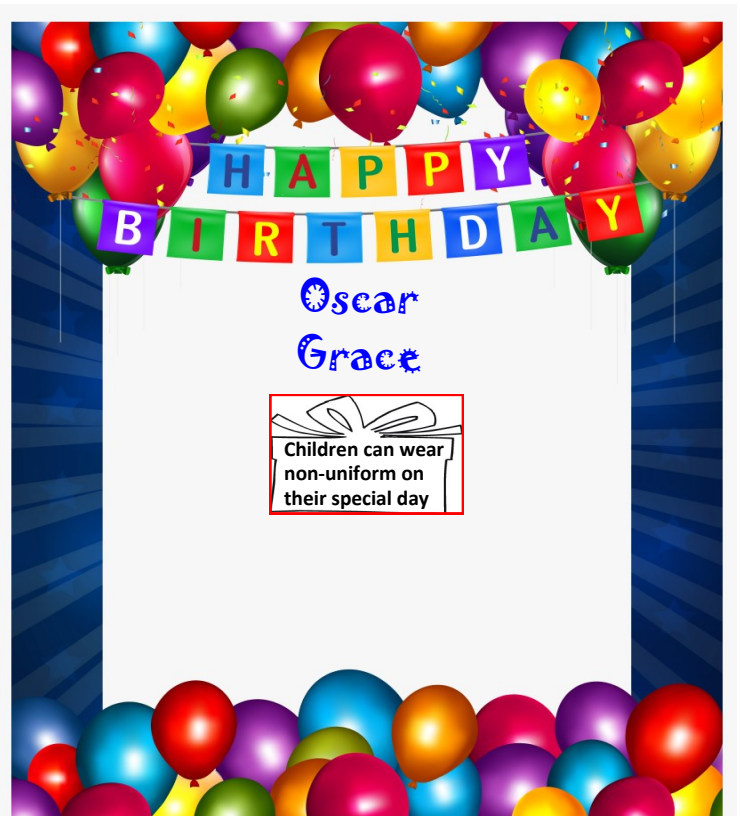 HAPPY
BIRTHDAY
Oscar
Grace
Children can wear
non-uniform on
their special day